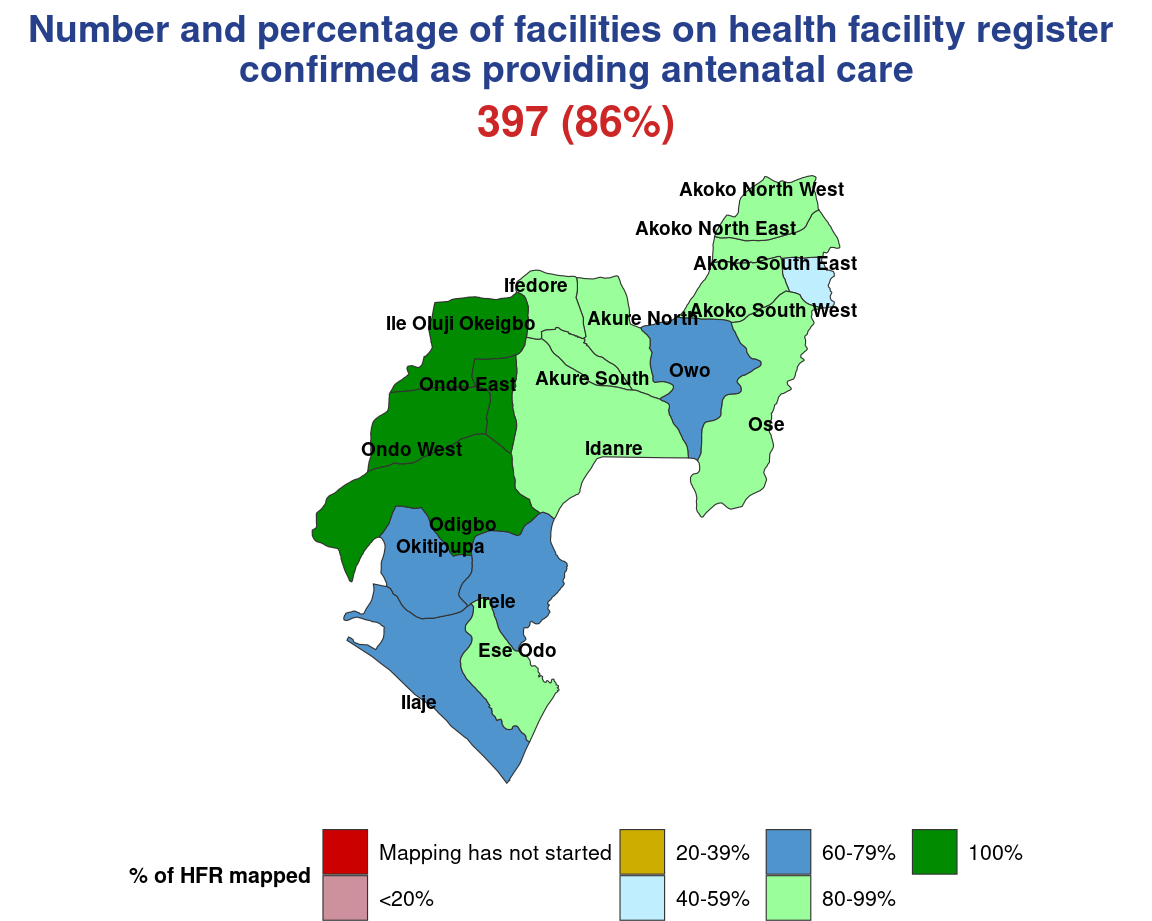 Number and percentage of facilities on health facility register
confirmed as providing antenatal care
397 (86%)
Akoko North West
Akoko North East
Akoko South East
Ifedore
Akoko South West
Akure North
Ile Oluji Okeigbo
Owo
Akure South
Ondo East
Ose
Idanre
Ondo West
Odigbo
Okitipupa
Irele
Ese Odo
Ilaje
% of HFR mapped
Mapping has not started
<20%
20-39%
40-59%
60-79%
80-99%
100%